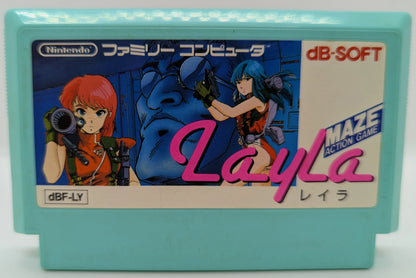 Nintendo ファミリー コンピュータ
dB-SOFT
MAZE
ACTION GAME
Layla
レイラ
dBF-LY